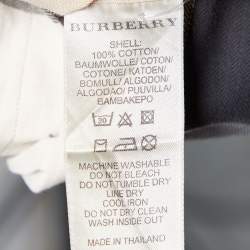 BURBERRY
SHELL:
100% COTTON/
BAUMWOLLE/ COTON/
COTONE/ KATOEN/
BOMULL/ ALGODON/
ALGODÃO/ PUUVILLA/
BAMBAKEPO
MACHINE WASHABLE
DO NOT BLEACH
DO NOT TUMBLE DRY
LINE DRY
COOL IRON
DO NOT DRY CLEAN
WASH INSIDE OUT
MADE IN THAILAND